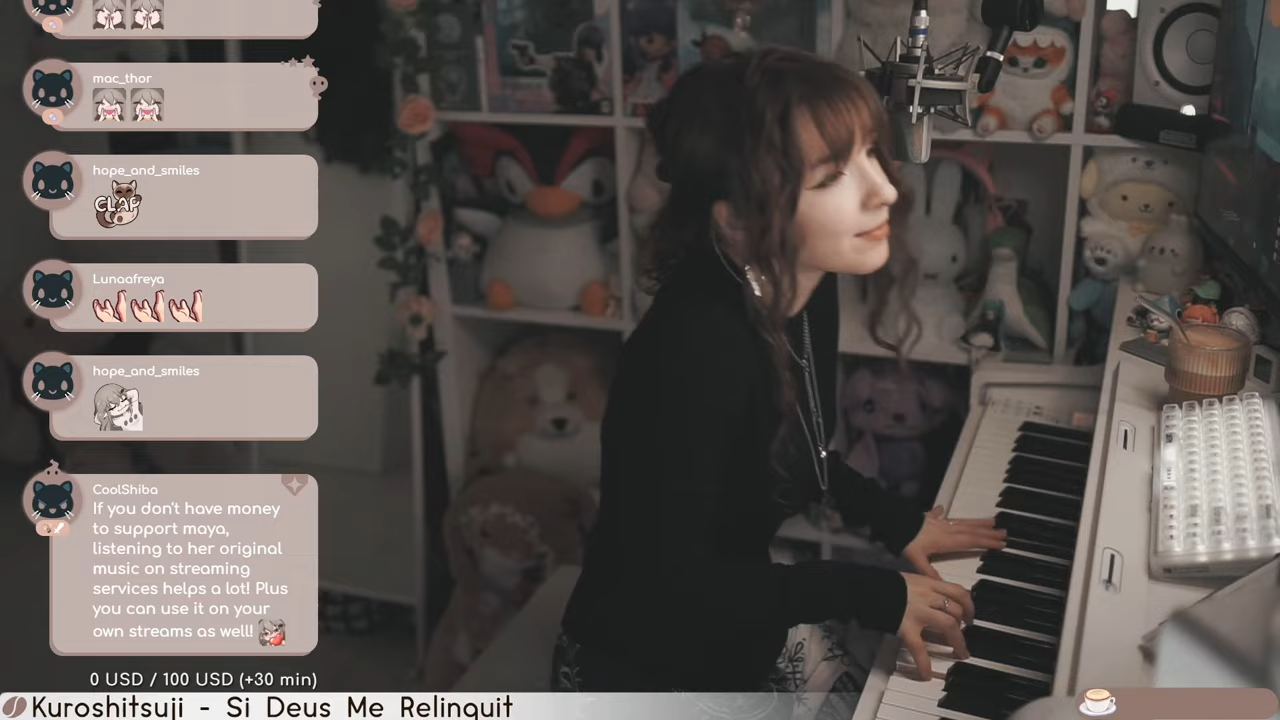 mac_thor
hope_and_smiles
CLAP
Lunaafreya
hope_and_smiles
CoolShiba
If you don't have money
to support maya,
listening to her original
music on streaming
services helps a lot! Plus
you can use it on your
own streams as well!
0 USD / 100 USD (+30 min)
Kuroshitsuji - Si Deus Me Relinquit